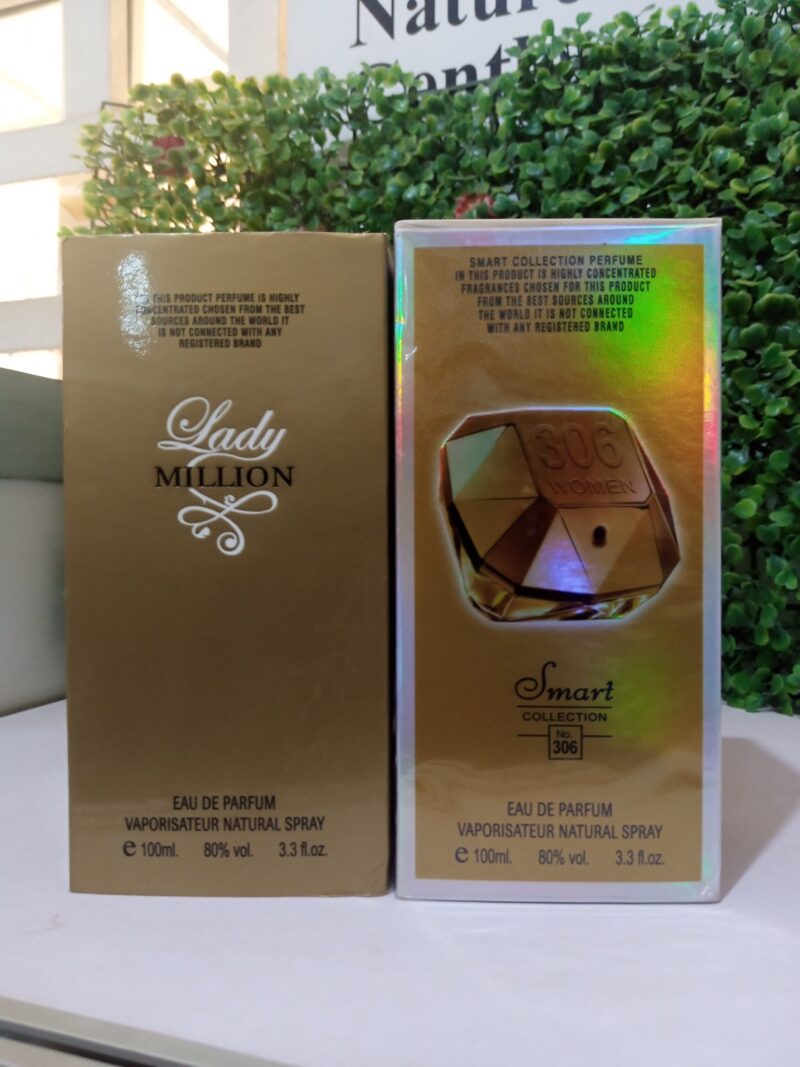 Nature
THIS PRODUCT PERFUME IS HIGHLY
CONCENTRATED CHOSEN FROM THE BEST
SOURCES AROUND THE WORLD IT
IS NOT CONNECTED WITH ANY
REGISTERED BRAND
Lady
MILLION
EAU DE PARFUM
VAPORISATEUR NATURAL SPRAY
e 100ml. 80% vol. 3.3 fl.oz.
SMART COLLECTION PERFUME
IN THIS PRODUCT IS HIGHLY CONCENTRATED
FRAGRANCES CHOSEN FOR THIS PRODUCT
FROM THE BEST SOURCES AROUND
THE WORLD IT IS NOT CONNECTED
WITH ANY REGISTERED BRAND
306
WOMEN
Smart
COLLECTION
No.
306
EAU DE PARFUM
VAPORISATEUR NATURAL SPRAY
e 100ml. 80% vol. 3.3 fl.oz.